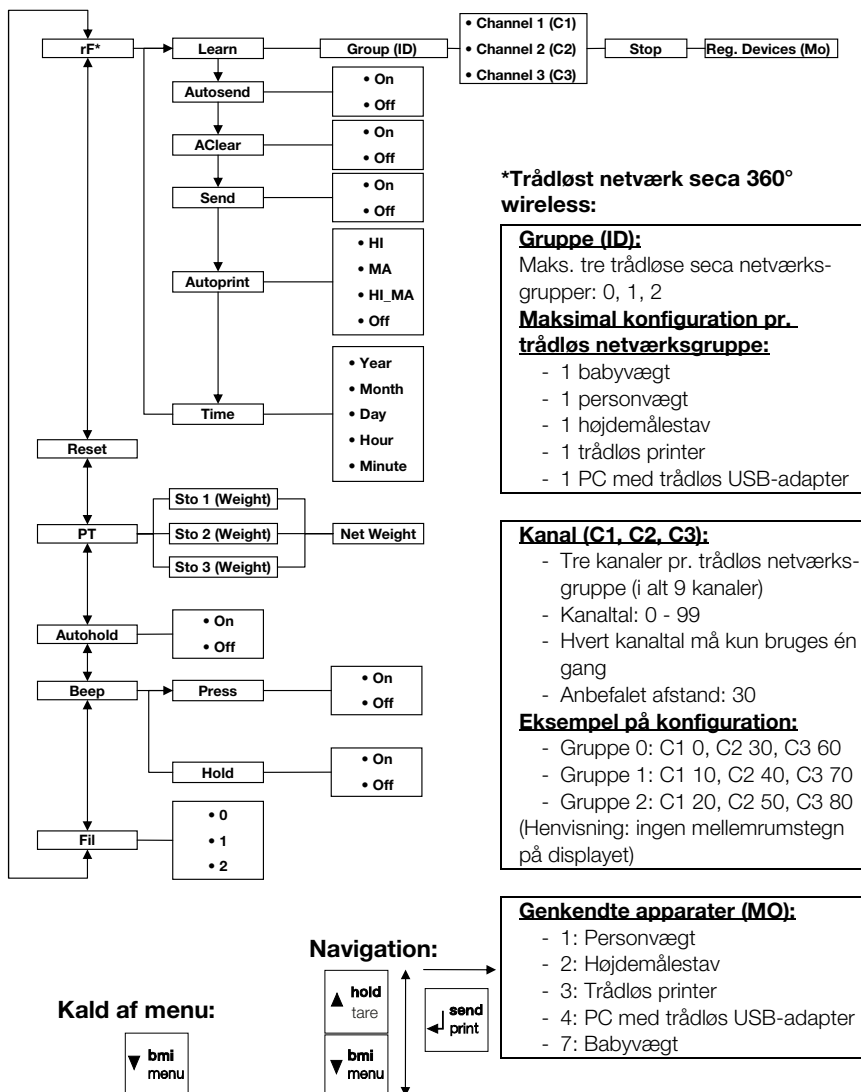 rF*
Learn
Group (ID)
• Channel 1 (C1)
• Channel 2 (C2)
• Channel 3 (C3)
Stop
Reg. Devices (Mo)
Autosend
• On
• Off
AClear
• On
• Off
Send
• On
• Off
Autoprint
• HI
• MA
• HI_MA
• Off
Time
• Year
• Month
• Day
• Hour
• Minute
Reset
PT
Sto 1 (Weight)
Sto 2 (Weight)
Sto 3 (Weight)
Net Weight
Autohold
• On
• Off
Beep
Press
• On
• Off
Hold
• On
• Off
Fil
• 0
• 1
• 2
*Trådløst netværk seca 360°
wireless:
Gruppe (ID):
Maks. tre trådløse seca netværks-
grupper: 0, 1, 2
Maksimal konfiguration pr.
trådløs netværksgruppe:
- 1 babyvægt
- 1 personvægt
- 1 højdemålestav
- 1 trådløs printer
- 1 PC med trådløs USB-adapter
Kanal (C1, C2, C3):
- Tre kanaler pr. trådløs netværks-
gruppe (i alt 9 kanaler)
- Kanaltal: 0 - 99
- Hvert kanaltal må kun bruges én
gang
- Anbefalet afstand: 30
Eksempel på konfiguration:
- Gruppe 0: C1 0, C2 30, C3 60
- Gruppe 1: C1 10, C2 40, C3 70
- Gruppe 2: C1 20, C2 50, C3 80
(Henvisning: ingen mellemrumstegn
på displayet)
Genkendte apparater (MO):
- 1: Personvægt
- 2: Højdemålestav
- 3: Trådløs printer
- 4: PC med trådløs USB-adapter
- 7: Babyvægt
Navigation:
hold
tare
bmi
menu
send
print
Kald af menu:
bmi
menu